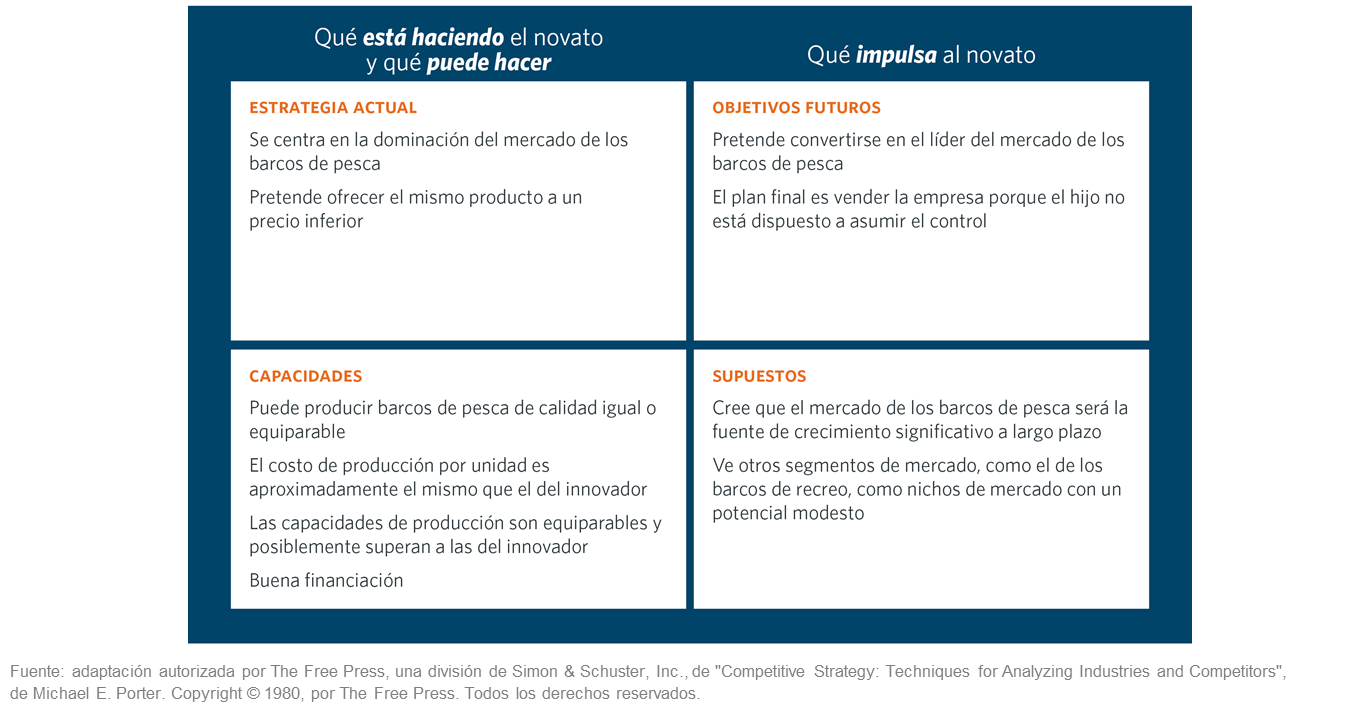 Qué está haciendo el novato
y qué puede hacer
Qué impulsa al novato
ESTRATEGIA ACTUAL
Se centra en la dominación del mercado de los
barcos de pesca
Pretende ofrecer el mismo producto a un
precio inferior
OBJETIVOS FUTUROS
Pretende convertirse en el líder del mercado de los
barcos de pesca
El plan final es vender la empresa porque el hijo no
está dispuesto a asumir el control
CAPACIDADES
Puede producir barcos de pesca de calidad igual o
equiparable
El costo de producción por unidad es
aproximadamente el mismo que el del innovador
Las capacidades de producción son equiparables y
posiblemente superan a las del innovador
Buena financiación
SUPUESTOS
Cree que el mercado de los barcos de pesca será la
fuente de crecimiento significativo a largo plazo
Ve otros segmentos de mercado, como el de los
barcos de recreo, como nichos de mercado con un
potencial modesto
Fuente: adaptación autorizada por The Free Press, una división de Simon & Schuster, Inc., de "Competitive Strategy: Techniques for Analyzing Industries and Competitors",
de Michael E. Porter. Copyright © 1980, por The Free Press. Todos los derechos reservados.